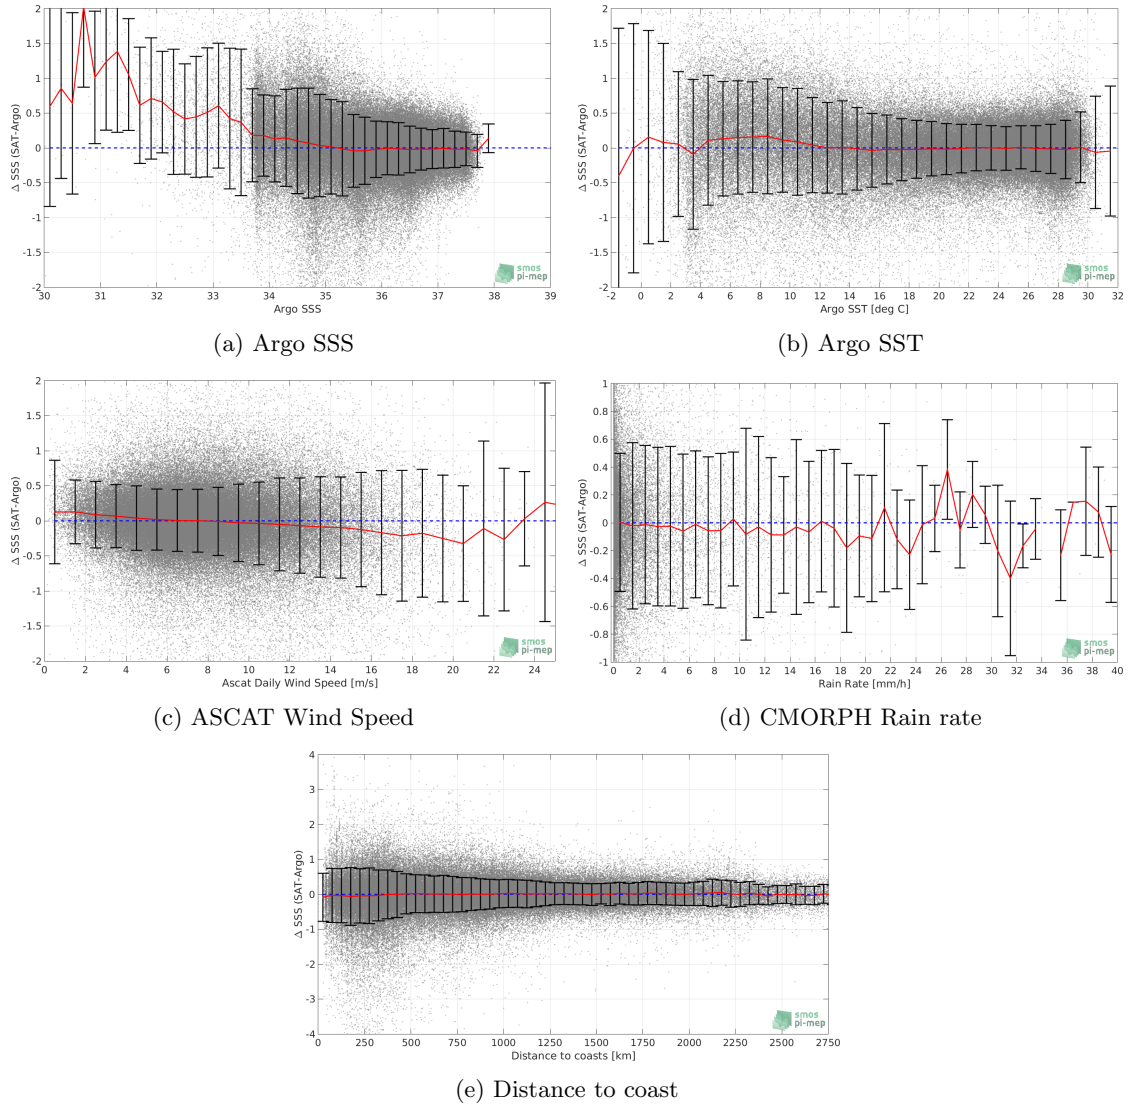 2
1.5
1
0.5
0
-0.5
-1
-1.5
-2
Δ SSS (SAT-Argo)
30 31 32 33 34 35 36 37 38 39
Argo SSS
smos
pi-mep
(a) Argo SSS
2
1.5
1
0.5
0
-0.5
-1
-1.5
-2
Δ SSS (SAT-Argo)
-2 0 2 4 6 8 10 12 14 16 18 20 22 24 26 28 30 32
Argo SST [deg C]
smos
pi-mep
(b) Argo SST
2
1.5
1
0.5
0
-0.5
-1
-1.5
-2
Δ SSS (SAT-Argo)
0 2 4 6 8 10 12 14 16 18 20 22 24
Ascat Daily Wind Speed [m/s]
smos
pi-mep
(c) ASCAT Wind Speed
1
0.8
0.6
0.4
0.2
0
-0.2
-0.4
-0.6
-0.8
-1
Δ SSS (SAT-Argo)
0 2 4 6 8 10 12 14 16 18 20 22 24 26 28 30 32 34 36 38 40
Rain Rate [mm/h]
smos
pi-mep
(d) CMORPH Rain rate
4
3
2
1
0
-1
-2
-3
-4
Δ SSS (SAT-Argo)
0 250 500 750 1000 1250 1500 1750 2000 2250 2500 2750
Distance to coasts [km]
smos
pi-mep
(e) Distance to coast